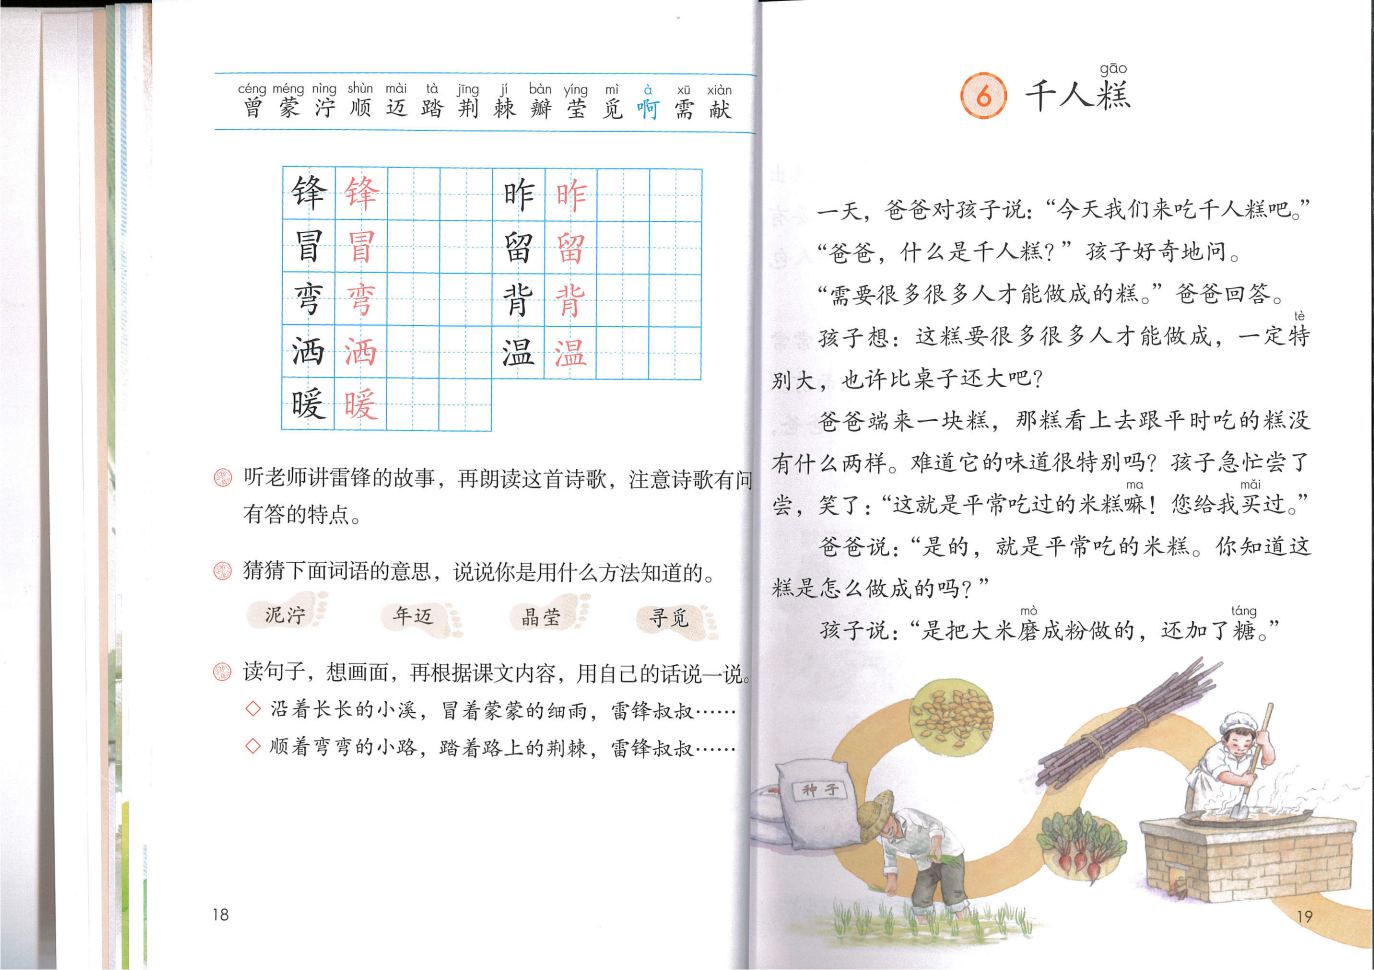 céng méng nìng shùn mài tà jīng jí bàn yíng mì à xū xiàn
曾 蒙 泞 顺 迈 踏 荆 棘 瓣 莹 觅 啊 需 献
锋 锋 昨 昨
冒 冒 留 留
弯 弯 背 背
洒 洒 温 温
暖 暖
听老师讲雷锋的故事，再朗读这首诗歌，注意诗歌有问
有答的特点。
猜猜下面词语的意思，说说你是用什么方法知道的。
泥泞 年迈 晶莹 寻觅
读句子，想画面，再根据课文内容，用自己的话说一说。
◇ 沿着长长的小溪，冒着蒙蒙的细雨，雷锋叔叔……
◇ 顺着弯弯的小路，踏着路上的荆棘，雷锋叔叔……
18
gāo
6 千人糕
一天，爸爸对孩子说：“今天我们来吃千人糕吧。”
“爸爸，什么是千人糕？”孩子好奇地问。
“需要很多很多人才能做成的糕。”爸爸回答。
tè
孩子想：这糕要很多很多人才能做成，一定特
别大，也许比桌子还大吧？
爸爸端来一块糕，那糕看上去跟平时吃的糕没
有什么两样。难道它的味道很特别吗？孩子急忙尝了
ma mǎi
尝，笑了：“这就是平常吃过的米糕嘛！您给我买过。”
爸爸说：“是的，就是平常吃的米糕。你知道这
糕是怎么做成的吗？”
mò táng
孩子说：“是把大米磨成粉做的，还加了糖。”
种子
19